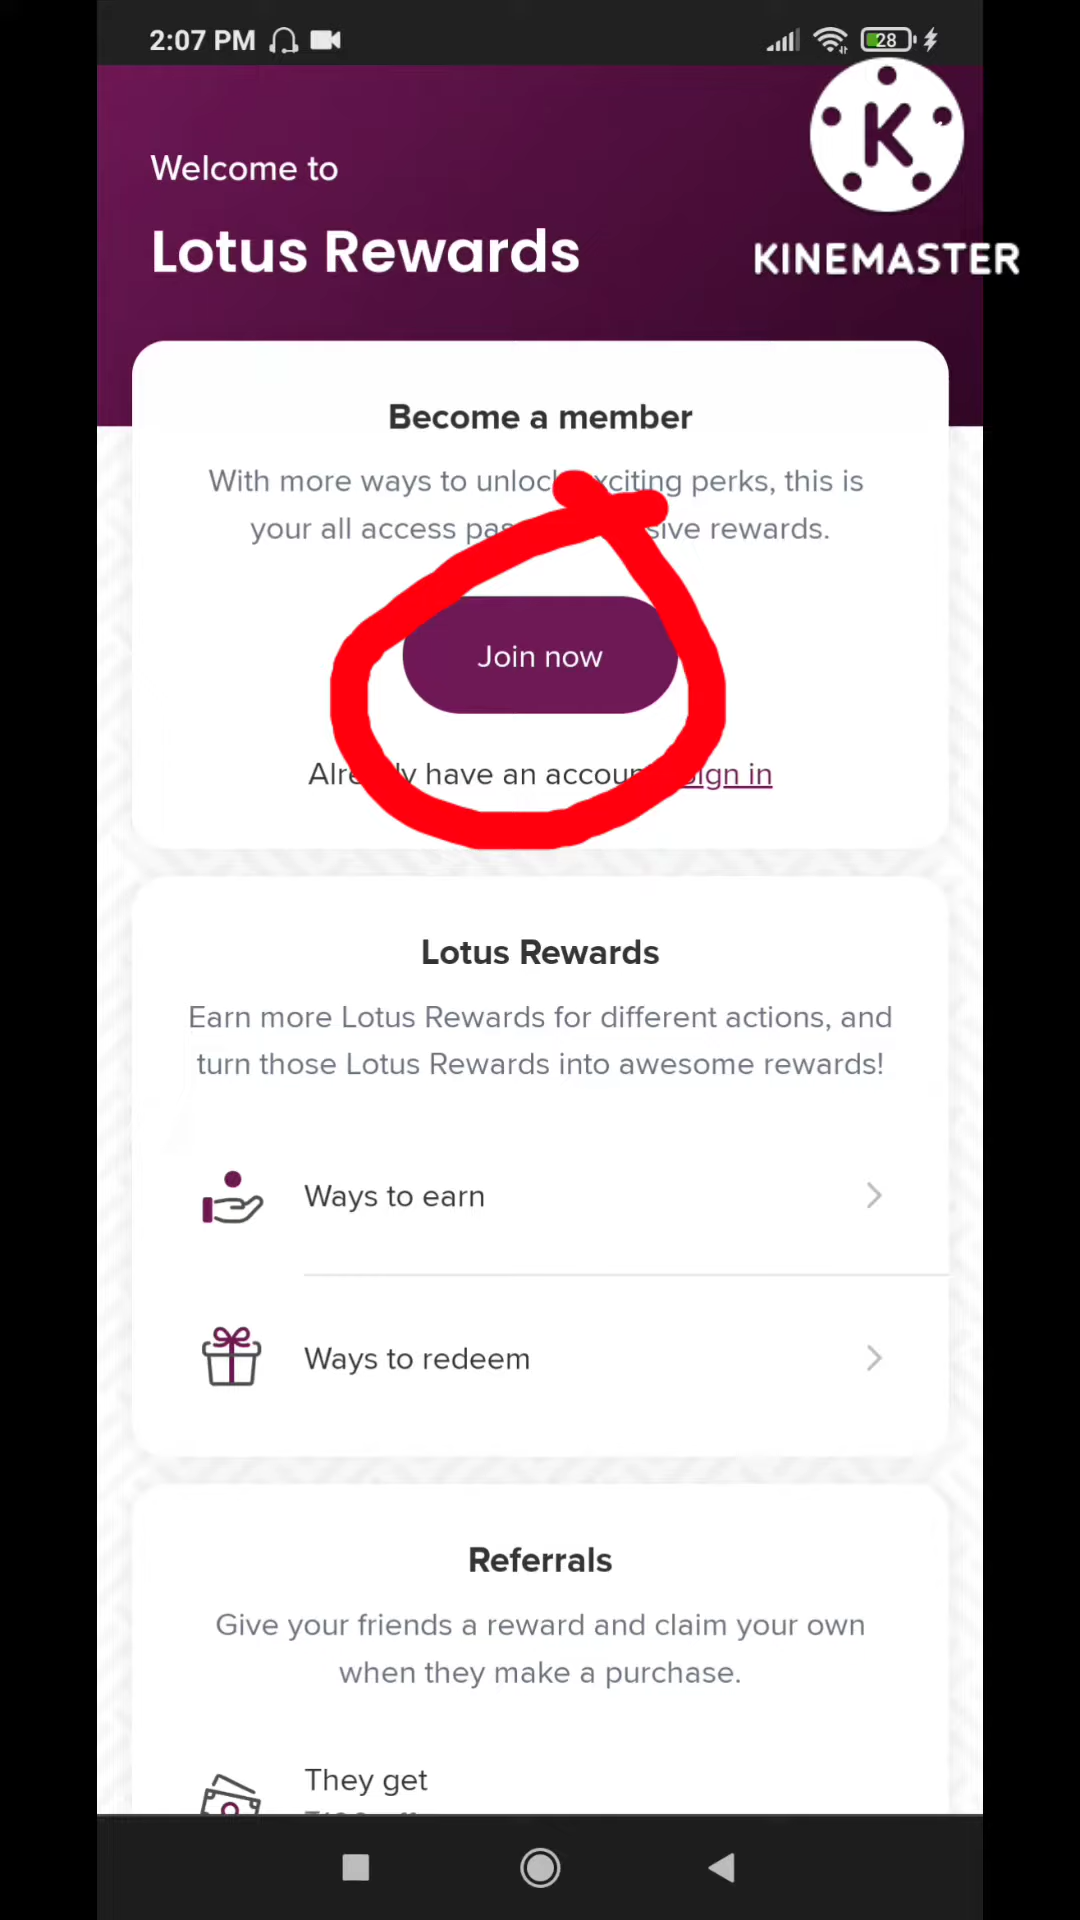 2:07 PM
28
K
KINEMASTER
Welcome to
Lotus Rewards
Become a member
With more ways to unlock exciting perks, this is
your all access rewards.
Join now
Already have an account Sign in
Lotus Rewards
Earn more Lotus Rewards for different actions, and
turn those Lotus Rewards into awesome rewards!
Ways to earn
Ways to redeem
Referrals
Give your friends a reward and claim your own
when they make a purchase.
They get